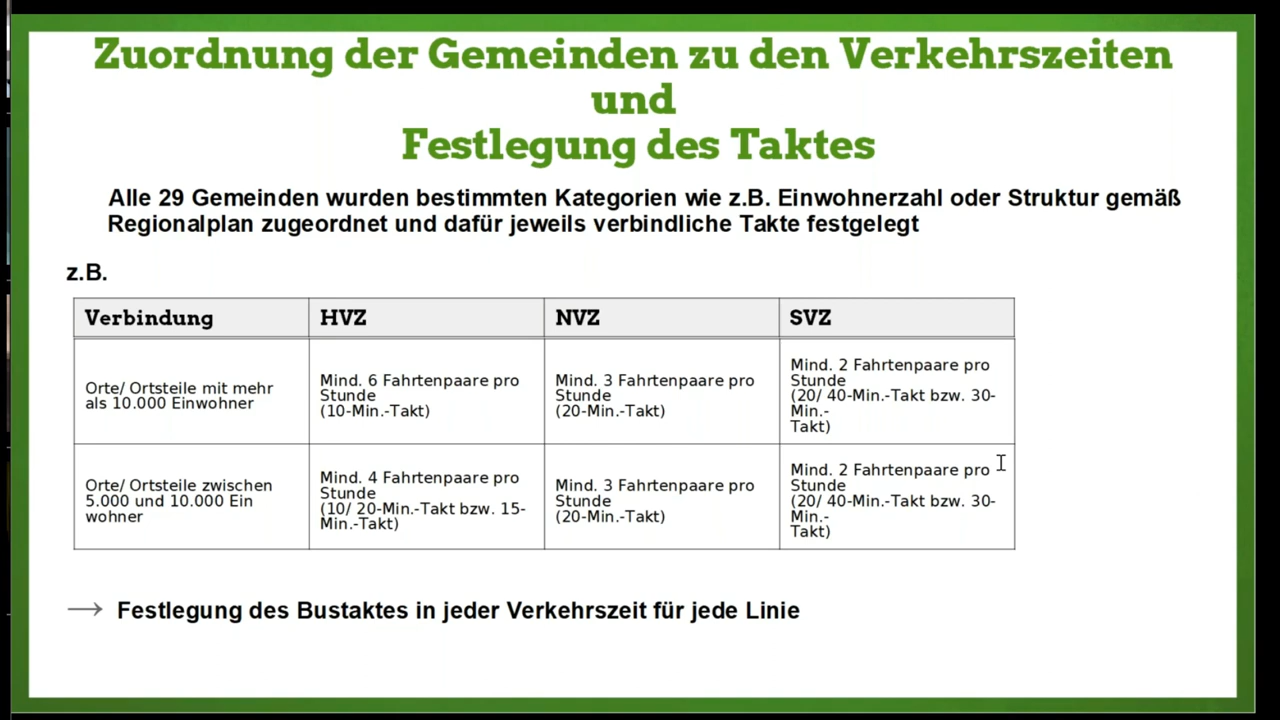 Zuordnung der Gemeinden zu den Verkehrszeiten
und
Festlegung des Taktes
Alle 29 Gemeinden wurden bestimmten Kategorien wie z.B. Einwohnerzahl oder Struktur gemäß
Regionalplan zugeordnet und dafür jeweils verbindliche Takte festgelegt
z.B.
Verbindung
HVZ
NVZ
SVZ
Orte/ Ortsteile mit mehr
als 10.000 Einwohner
Mind. 6 Fahrtenpaare pro
Stunde
(10-Min.-Takt)
Mind. 3 Fahrtenpaare pro
Stunde
(20-Min.-Takt)
Mind. 2 Fahrtenpaare pro
Stunde
(20/ 40-Min.-Takt bzw. 30-
Min.-
Takt)
Orte/ Ortsteile zwischen
5.000 und 10.000 Ein
wohner
Mind. 4 Fahrtenpaare pro
Stunde
(10/ 20-Min.-Takt bzw. 15-
Min.-Takt)
Mind. 3 Fahrtenpaare pro
Stunde
(20-Min.-Takt)
Mind. 2 Fahrtenpaare pro
Stunde
(20/ 40-Min.-Takt bzw. 30-
Min.-
Takt)
→ Festlegung des Bustaktes in jeder Verkehrszeit für jede Linie